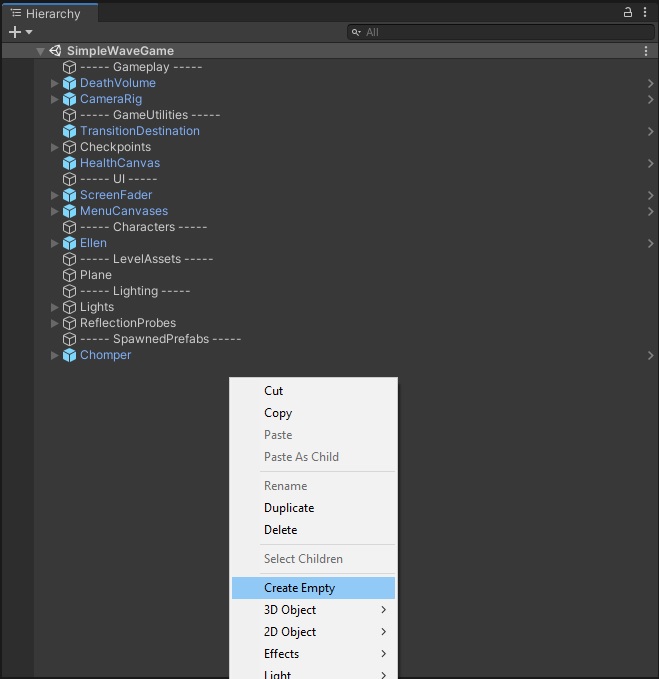 Hierarchy
All
SimpleWaveGame
----- Gameplay -----
DeathVolume
CameraRig
----- GameUtilities -----
TransitionDestination
Checkpoints
HealthCanvas
----- UI -----
ScreenFader
MenuCanvases
----- Characters -----
Ellen
----- LevelAssets -----
Plane
----- Lighting -----
Lights
ReflectionProbes
----- SpawnedPrefabs -----
Chomper
Cut
Copy
Paste
Paste As Child
Rename
Duplicate
Delete
Select Children
Create Empty
3D Object
2D Object
Effects
Light